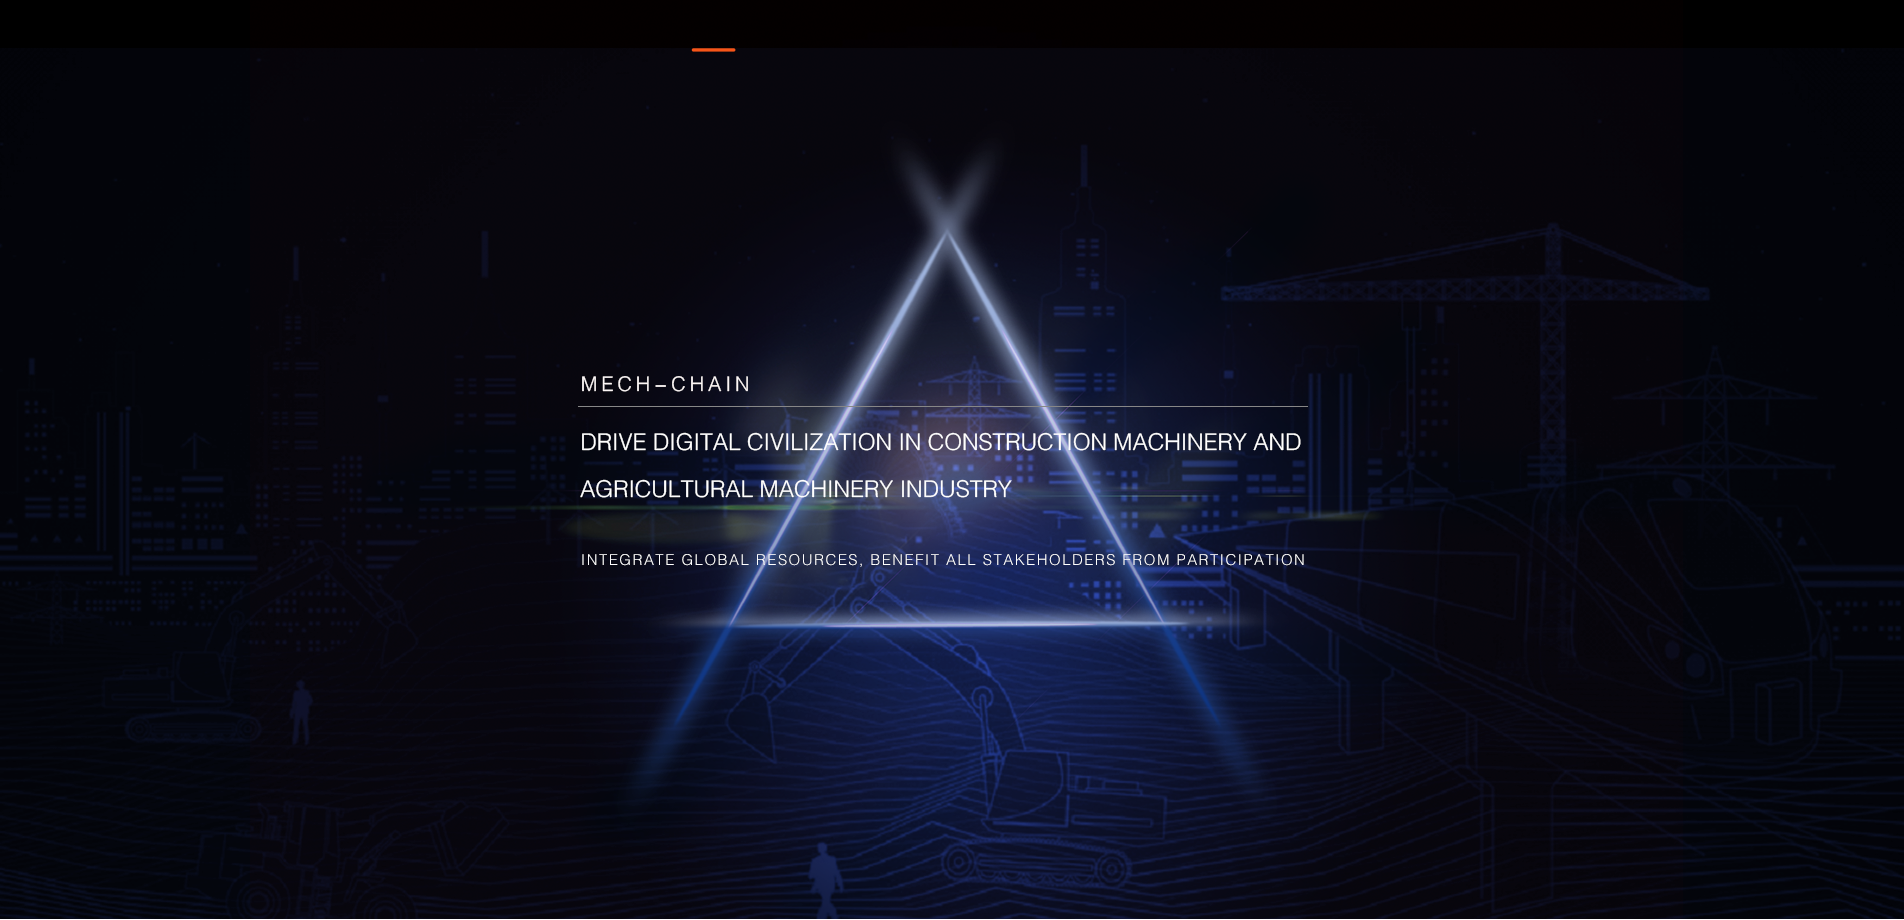 MECH-CHAIN
DRIVE DIGITAL CIVILIZATION IN CONSTRUCTION MACHINERY AND
AGRICULTURAL MACHINERY INDUSTRY
INTEGRATE GLOBAL RESOURCES, BENEFIT ALL STAKEHOLDERS FROM PARTICIPATION